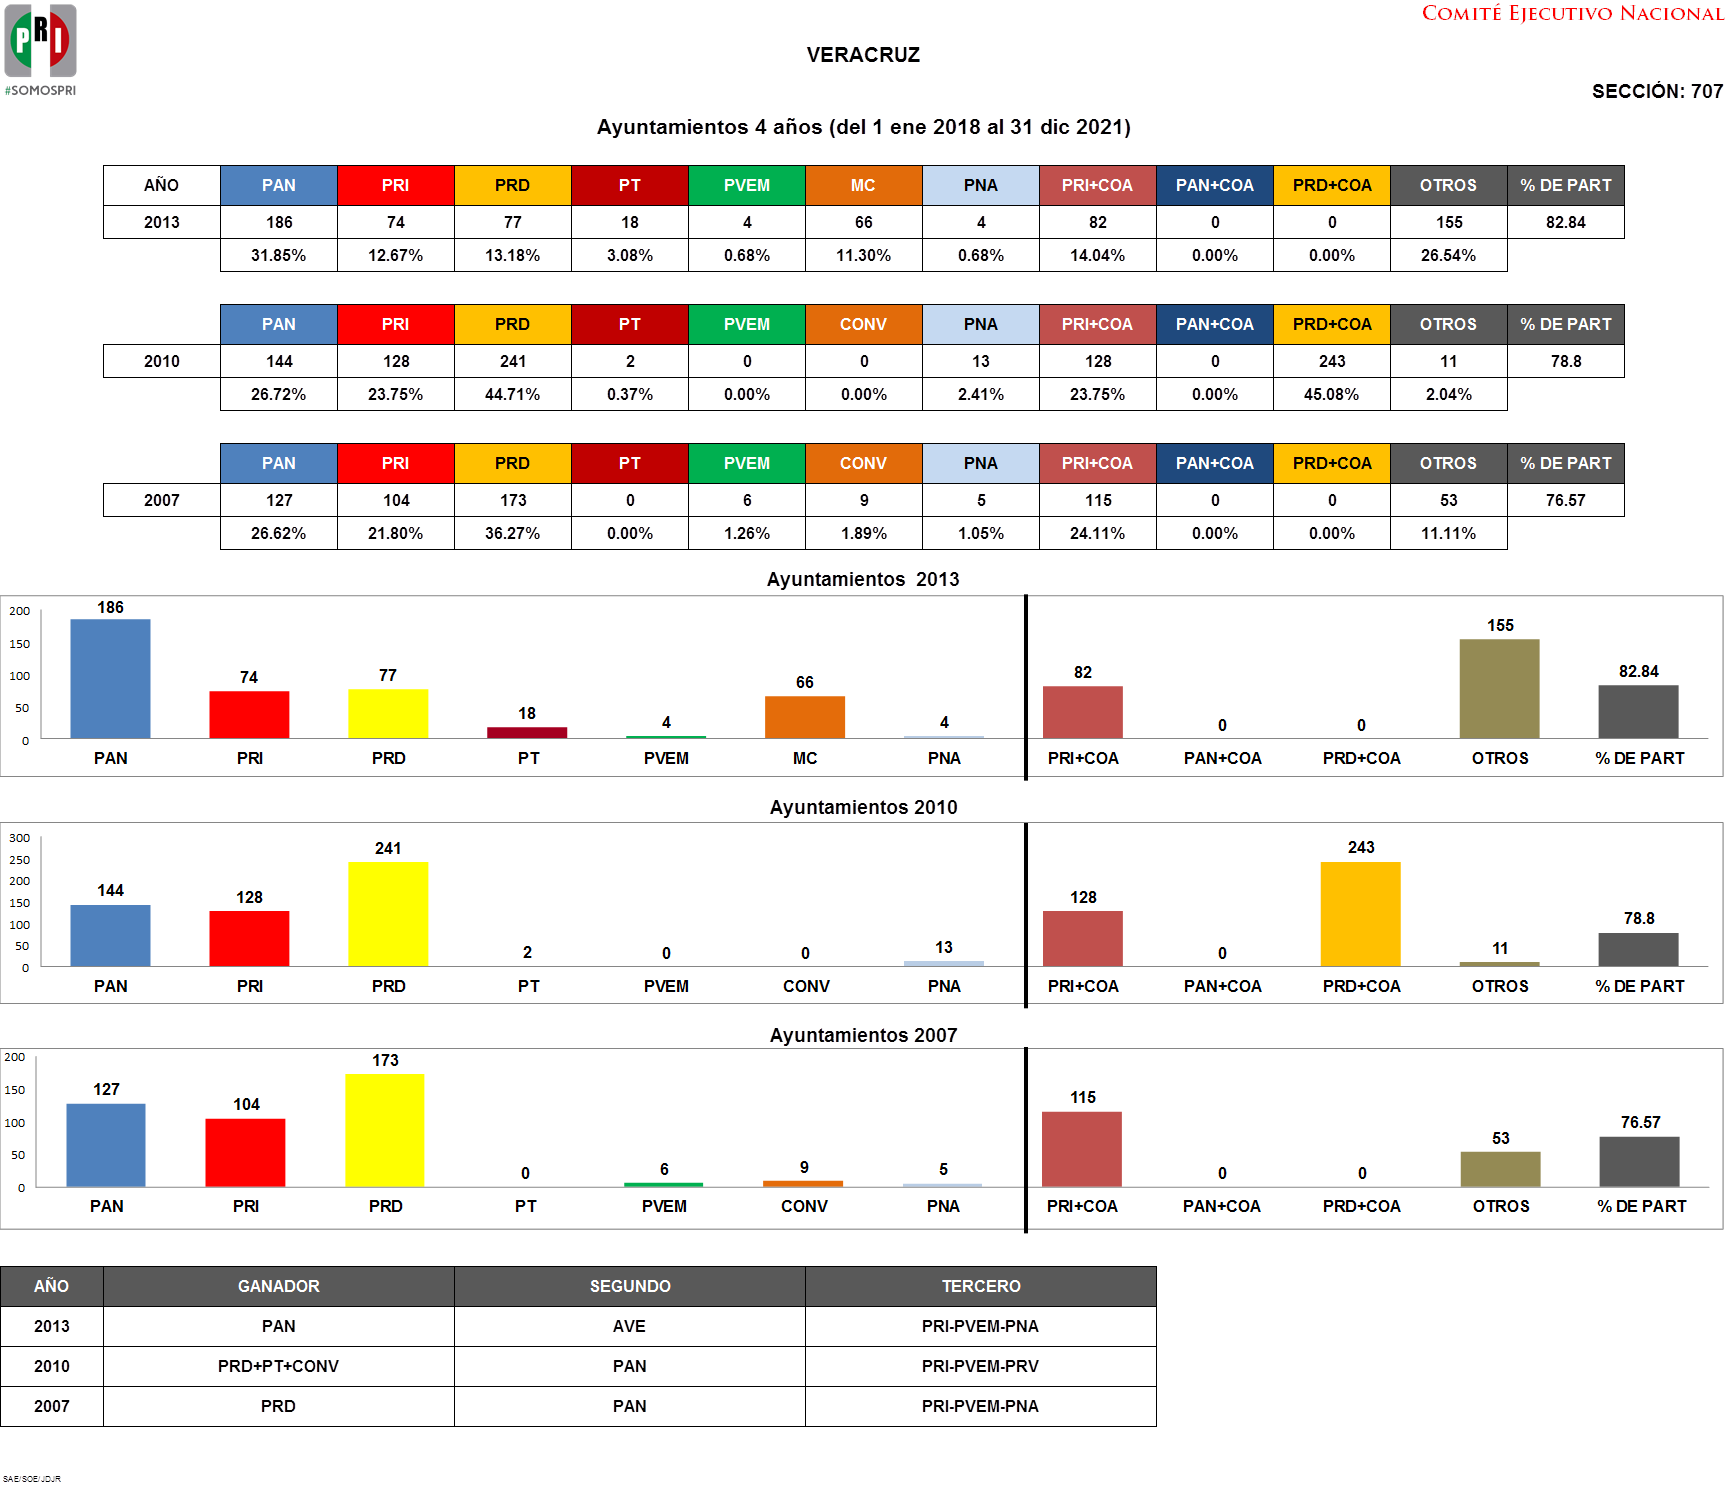 PRI
#SOMOSPRI
COMITÉ EJECUTIVO NACIONAL
VERACRUZ
SECCIÓN: 707
Ayuntamientos 4 años (del 1 ene 2018 al 31 dic 2021)
AÑO PAN PRI PRD PT PVEM MC PNA PRI+COA PAN+COA PRD+COA OTROS % DE PART
2013 186 74 77 18 4 66 4 82 0 0 155 82.84
31.85% 12.67% 13.18% 3.08% 0.68% 11.30% 0.68% 14.04% 0.00% 0.00% 26.54%
PAN PRI PRD PT PVEM CONV PNA PRI+COA PAN+COA PRD+COA OTROS % DE PART
2010 144 128 241 2 0 0 13 128 0 243 11 78.8
26.72% 23.75% 44.71% 0.37% 0.00% 0.00% 2.41% 23.75% 0.00% 45.08% 2.04%
PAN PRI PRD PT PVEM CONV PNA PRI+COA PAN+COA PRD+COA OTROS % DE PART
2007 127 104 173 0 6 9 5 115 0 0 53 76.57
26.62% 21.80% 36.27% 0.00% 1.26% 1.89% 1.05% 24.11% 0.00% 0.00% 11.11%
Ayuntamientos 2013
200
150
100
50
0
186 74 77 18 4 66 4 82 0 0 155 82.84
PAN PRI PRD PT PVEM MC PNA PRI+COA PAN+COA PRD+COA OTROS % DE PART
Ayuntamientos 2010
300
250
200
150
100
50
0
144 128 241 2 0 0 13 128 0 243 11 78.8
PAN PRI PRD PT PVEM CONV PNA PRI+COA PAN+COA PRD+COA OTROS % DE PART
Ayuntamientos 2007
200
150
100
50
0
127 104 173 0 6 9 5 115 0 0 53 76.57
PAN PRI PRD PT PVEM CONV PNA PRI+COA PAN+COA PRD+COA OTROS % DE PART
AÑO GANADOR SEGUNDO TERCERO
2013 PAN AVE PRI-PVEM-PNA
2010 PRD+PT+CONV PAN PRI-PVEM-PRV
2007 PRD PAN PRI-PVEM-PNA
SAE/SOE/JDJR